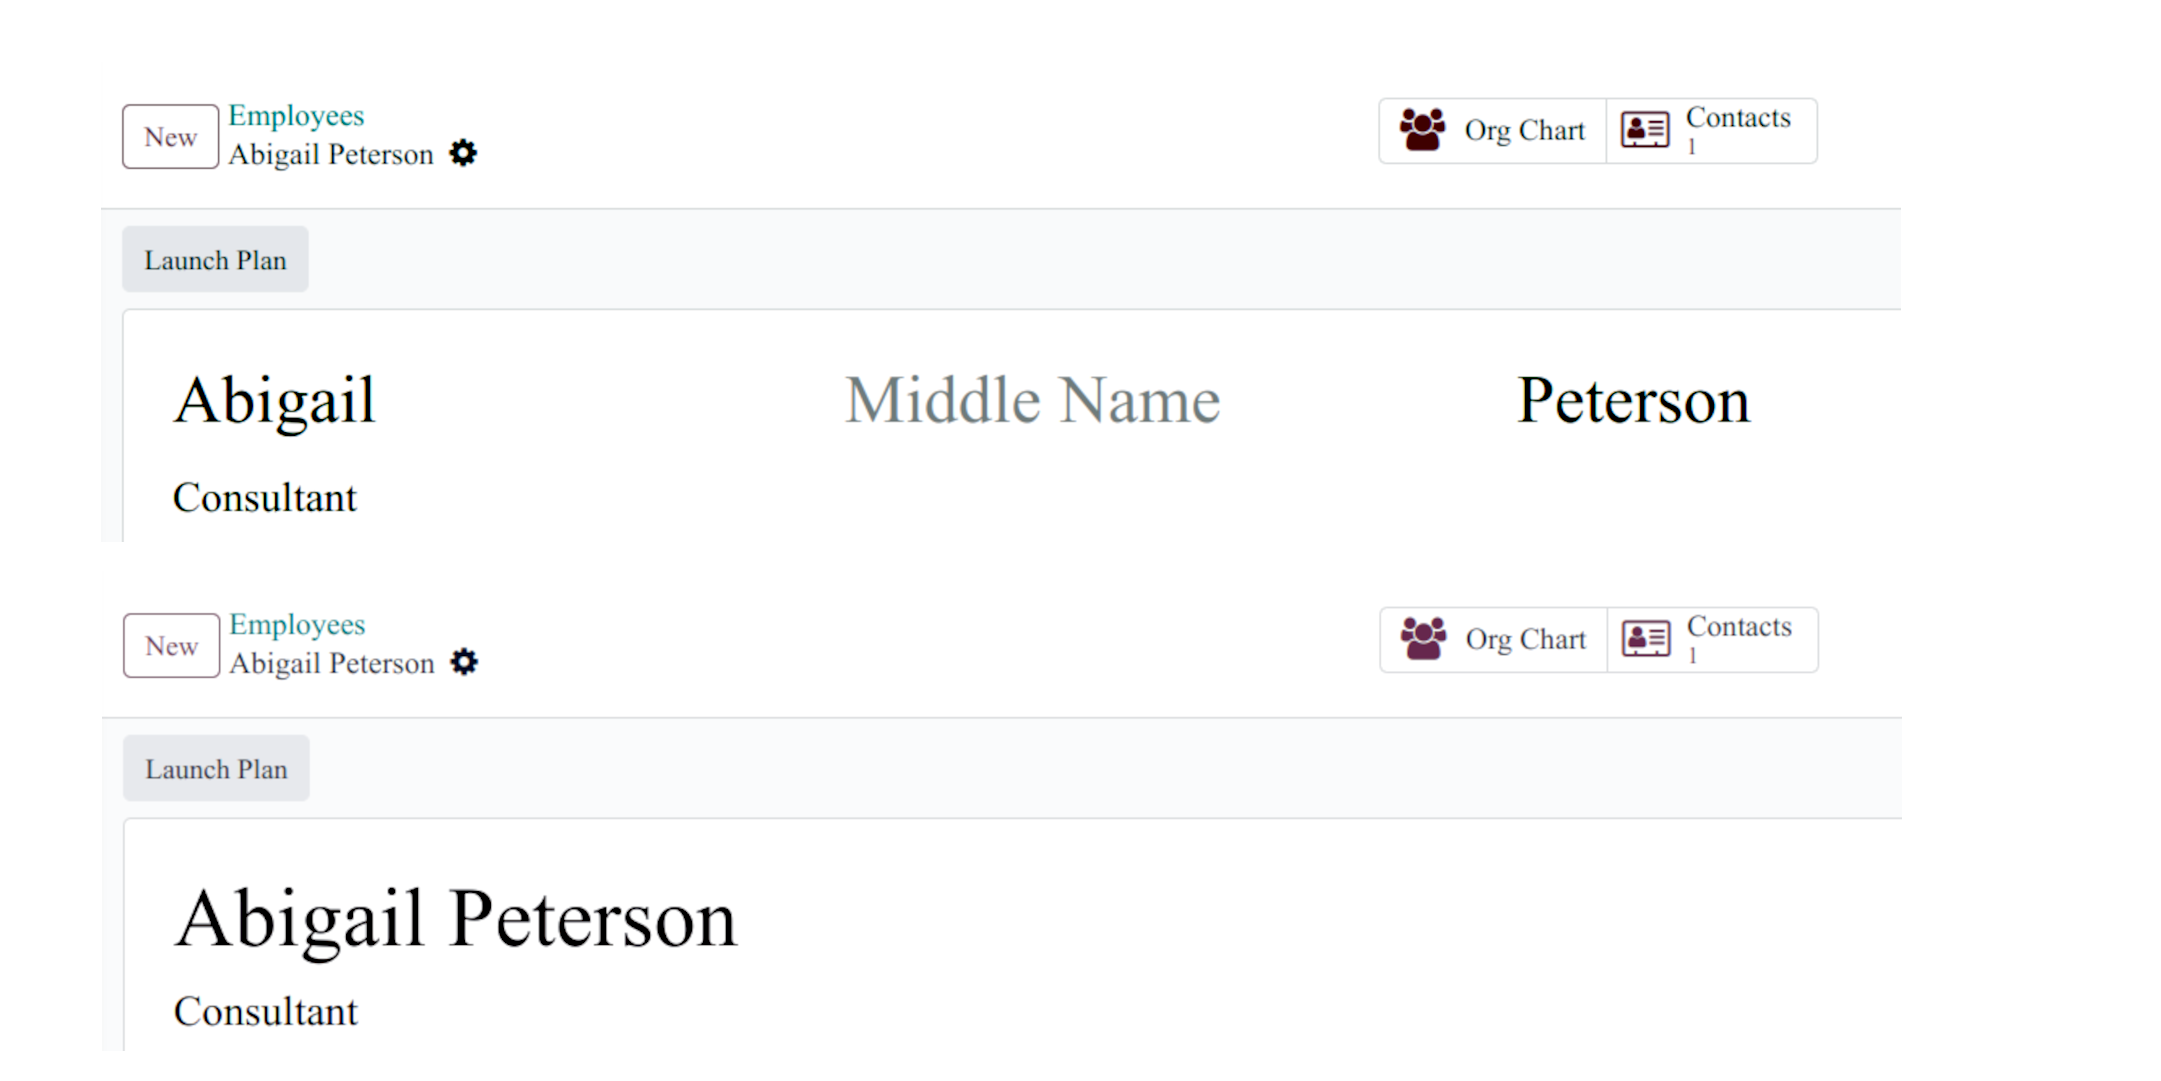 New
Employees
Abigail Peterson
Org Chart
Contacts
1
Launch Plan
Abigail Middle Name Peterson
Consultant
New
Employees
Abigail Peterson
Org Chart
Contacts
1
Launch Plan
Abigail Peterson
Consultant